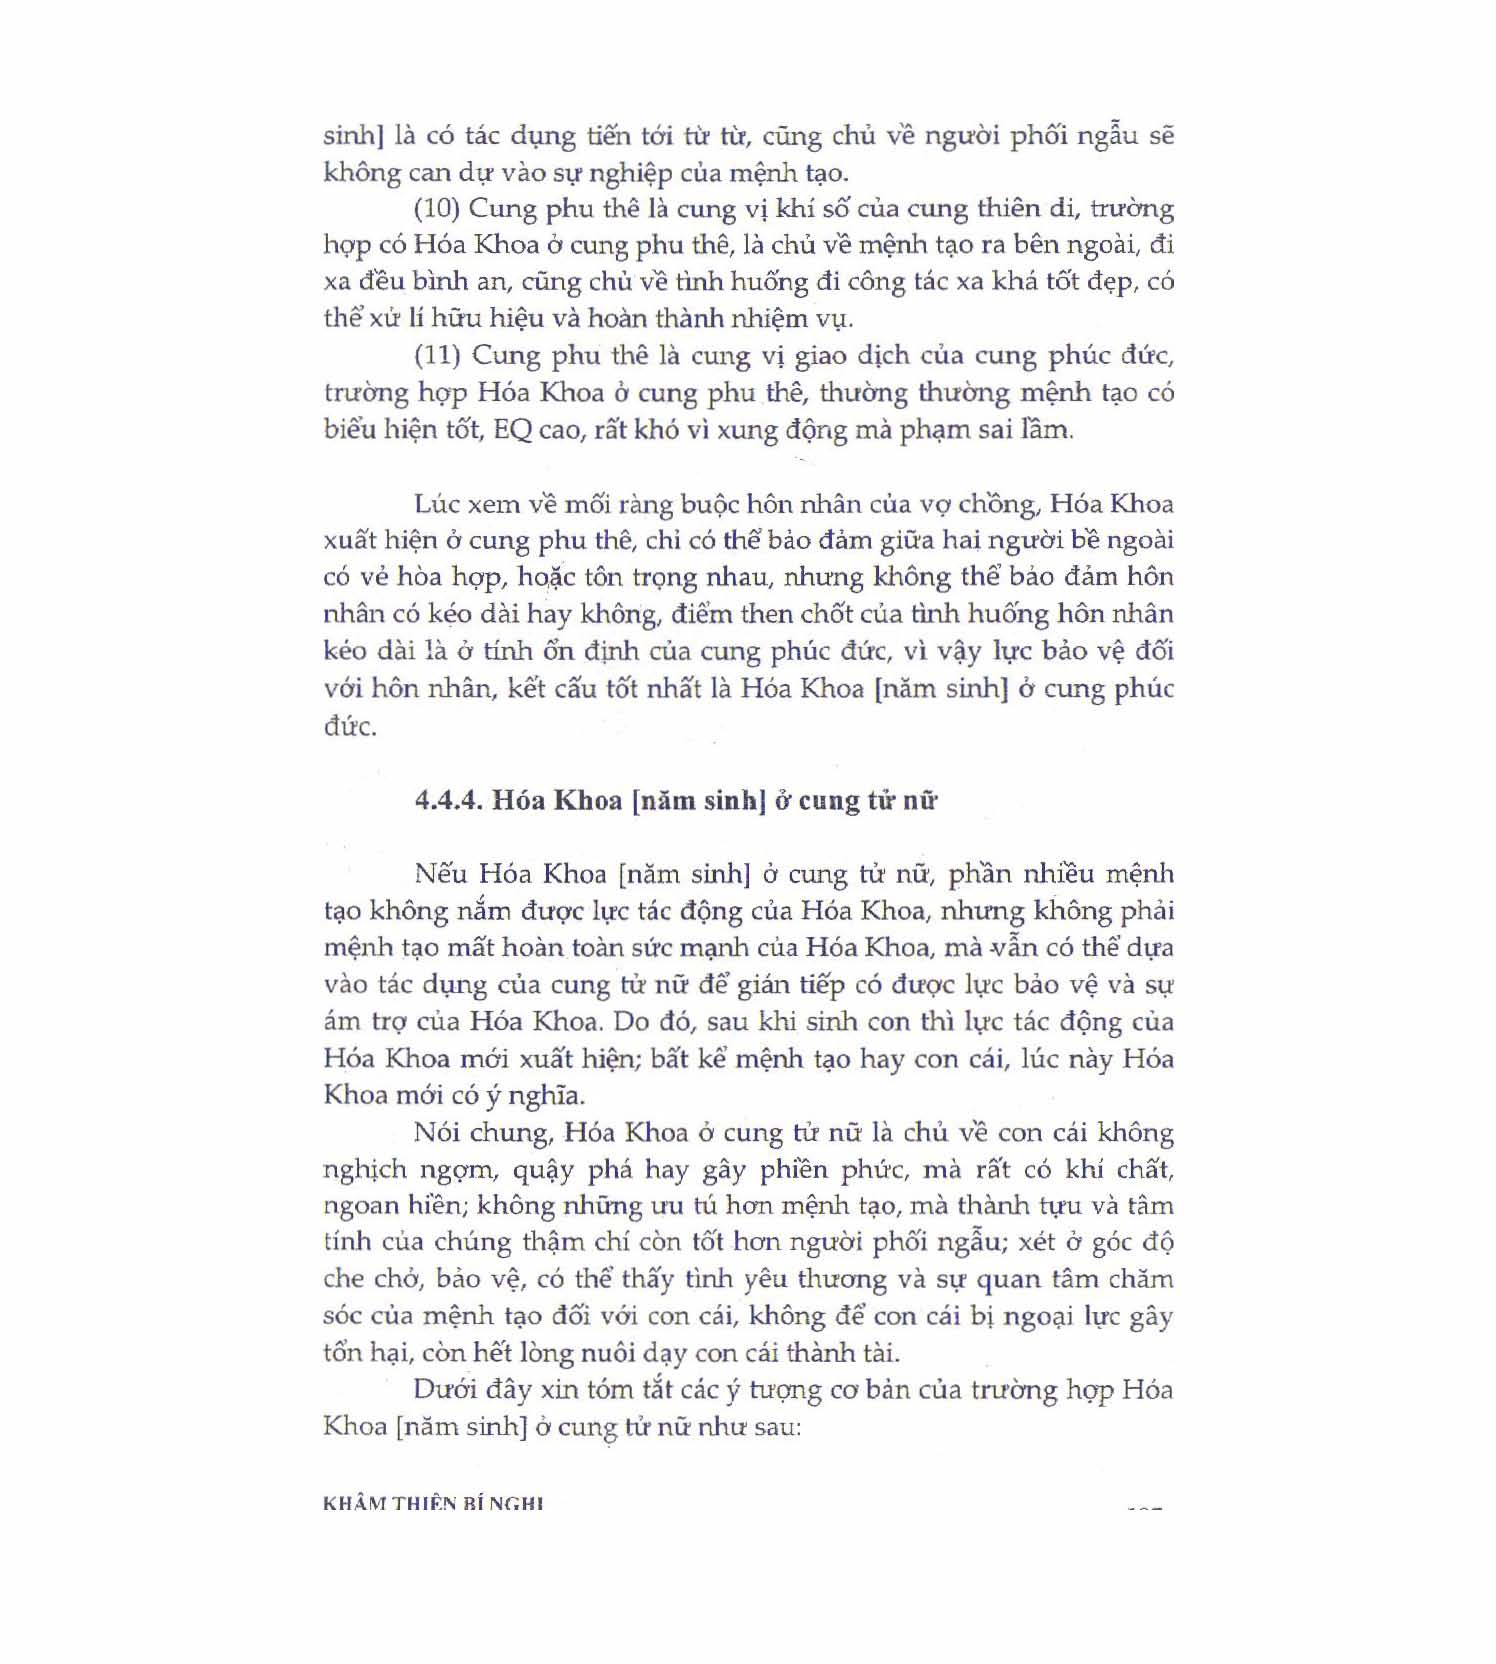 sinh] là có tác dụng tiến tới từ từ, cũng chủ về người phối ngẫu sẽ
không can dự vào sự nghiệp của mệnh tạo.
(10) Cung phu thê là cung vị khí số của cung thiên di, trường
hợp có Hóa Khoa ở cung phu thê, là chủ về mệnh tạo ra bên ngoài, đi
xa đều bình an, cũng chủ về tình huống đi công tác xa khá tốt đẹp, có
thể xử lí hữu hiệu và hoàn thành nhiệm vụ.
(11) Cung phu thê là cung vị giao dịch của cung phúc đức,
trường hợp Hóa Khoa ở cung phu thê, thường thường mệnh tạo có
biểu hiện tốt, EQ cao, rất khó vì xung động mà phạm sai lầm.
Lúc xem về mối ràng buộc hôn nhân của vợ chồng, Hóa Khoa
xuất hiện ở cung phu thê, chỉ có thể bảo đảm giữa hai người bề ngoài
có vẻ hòa hợp, hoặc tôn trọng nhau, nhưng không thể bảo đảm hôn
nhân có kéo dài hay không, điểm then chốt của tình huống hôn nhân
kéo dài là ở tính ổn định của cung phúc đức, vì vậy lực bảo vệ đối
với hôn nhân, kết cấu tốt nhất là Hóa Khoa [năm sinh] ở cung phúc
đức.
4.4.4. Hóa Khoa [năm sinh] ở cung tử nữ
Nếu Hóa Khoa [năm sinh] ở cung tử nữ, phần nhiều mệnh
tạo không nắm được lực tác động của Hóa Khoa, nhưng không phải
mệnh tạo mất hoàn toàn sức mạnh của Hóa Khoa, mà vẫn có thể dựa
vào tác dụng của cung tử nữ để gián tiếp có được lực bảo vệ và sự
ám trợ của Hóa Khoa. Do đó, sau khi sinh con thì lực tác động của
Hóa Khoa mới xuất hiện; bất kể mệnh tạo hay con cái, lúc này Hóa
Khoa mới có ý nghĩa.
Nói chung, Hóa Khoa ở cung tử nữ là chủ về con cái không
nghịch ngợm, quậy phá hay gây phiền phức, mà rất có khí chất,
ngoan hiền; không những ưu tú hơn mệnh tạo, mà thành tựu và tâm
tính của chúng thậm chí còn tốt hơn người phối ngẫu; xét ở góc độ
che chở, bảo vệ, có thể thấy tình yêu thương và sự quan tâm chăm
sóc của mệnh tạo đối với con cái, không để con cái bị ngoại lực gây
tổn hại, còn hết lòng nuôi dạy con cái thành tài.
Dưới đây xin tóm tắt các ý tượng cơ bản của trường hợp Hóa
Khoa [năm sinh] ở cung tử nữ như sau:
KHÂM THIÊN BÍ NGHI